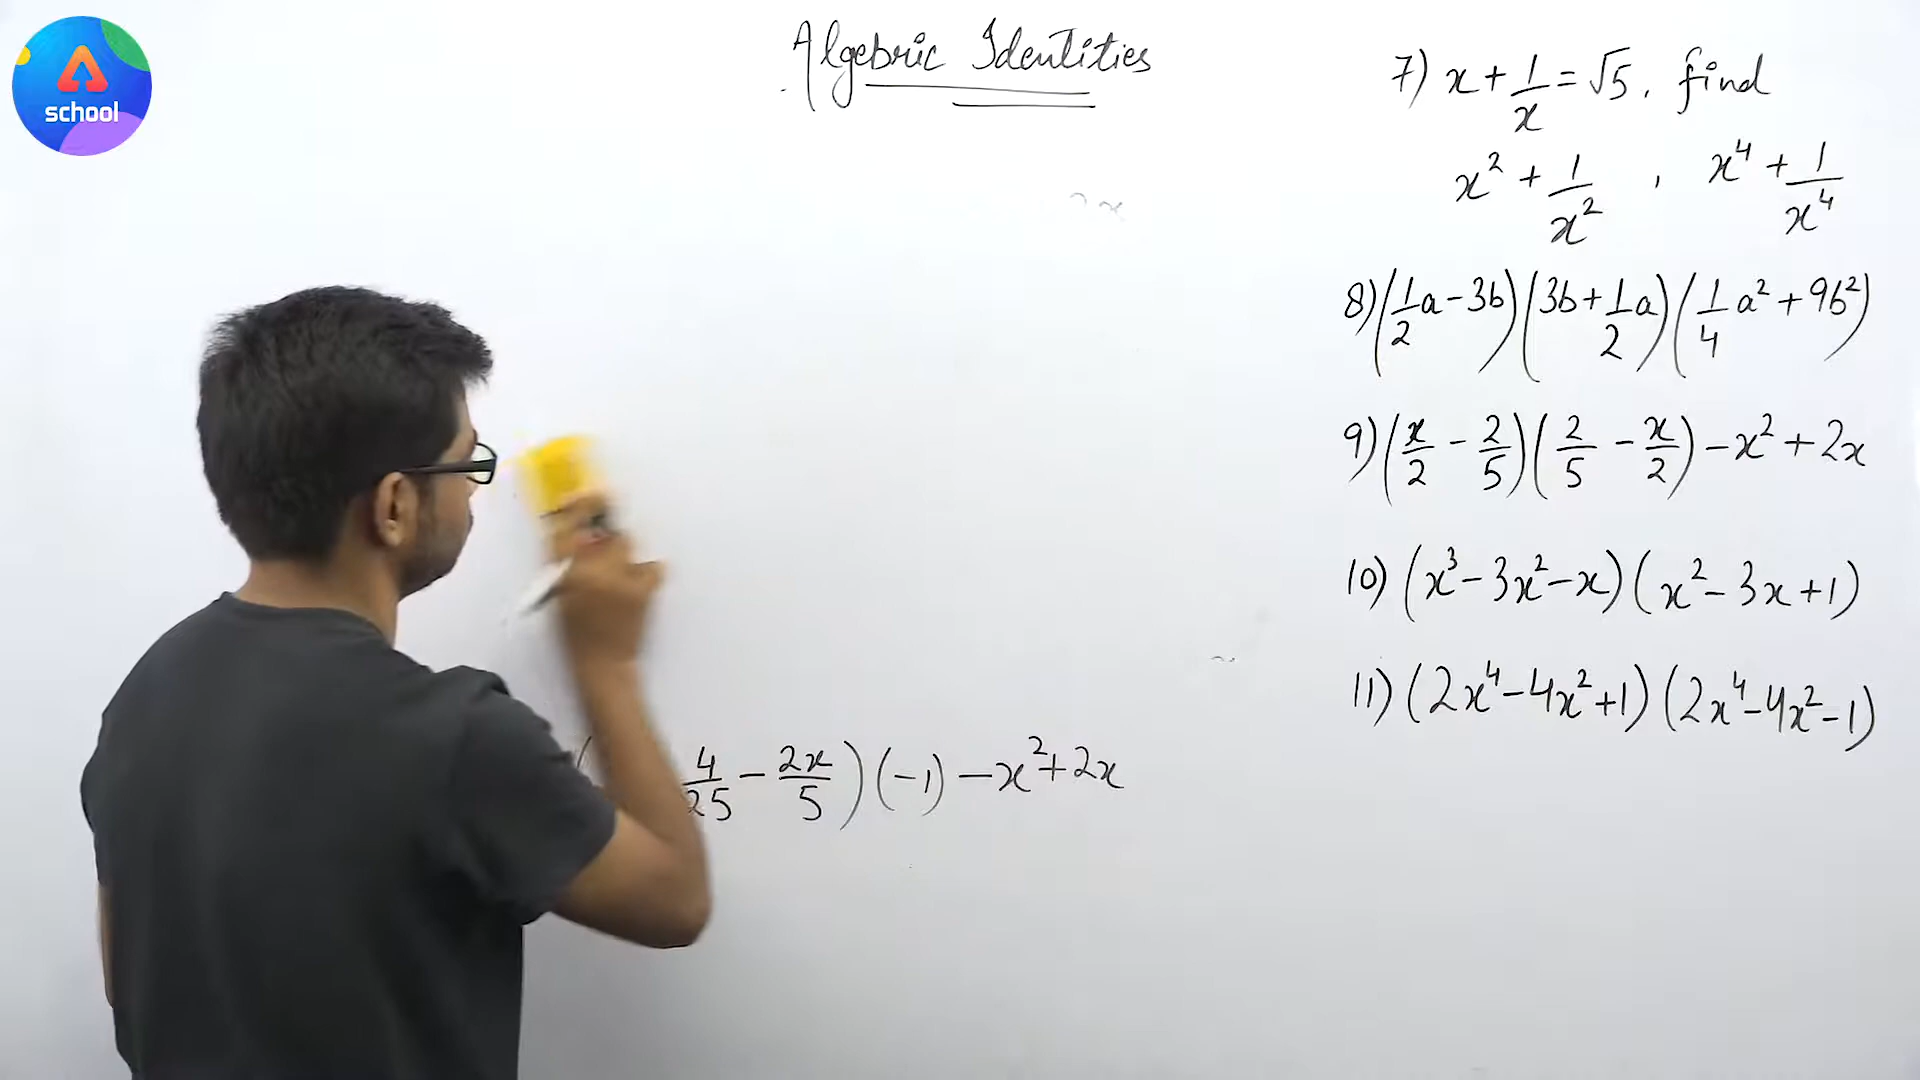 school
Algebric Identities
7) x + 1/x = √5, find
x² + 1/x² , x⁴ + 1/x⁴
8) (1/2 a - 3b) (3b + 1/2 a) (1/4 a² + 9b²)
9) (x/2 - 2/5) (2/5 - x/2) - x² + 2x
10) (x³ - 3x² - x) (x² - 3x + 1)
11) (2x⁴ - 4x² + 1) (2x⁴ - 4x² - 1)
( 4/25 - 2x/5 ) (-1) - x² + 2x